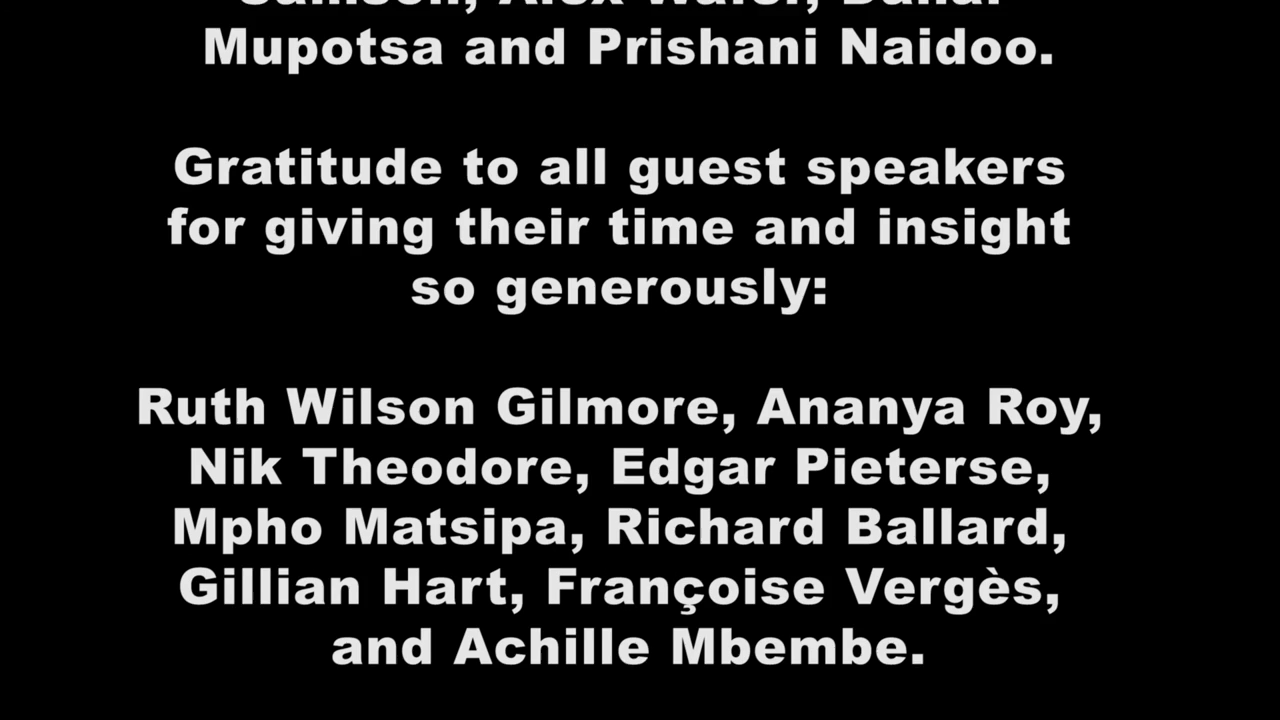 Mupotsa and Prishani Naidoo.
Gratitude to all guest speakers
for giving their time and insight
so generously:
Ruth Wilson Gilmore, Ananya Roy,
Nik Theodore, Edgar Pieterse,
Mpho Matsipa, Richard Ballard,
Gillian Hart, Françoise Vergès,
and Achille Mbembe.